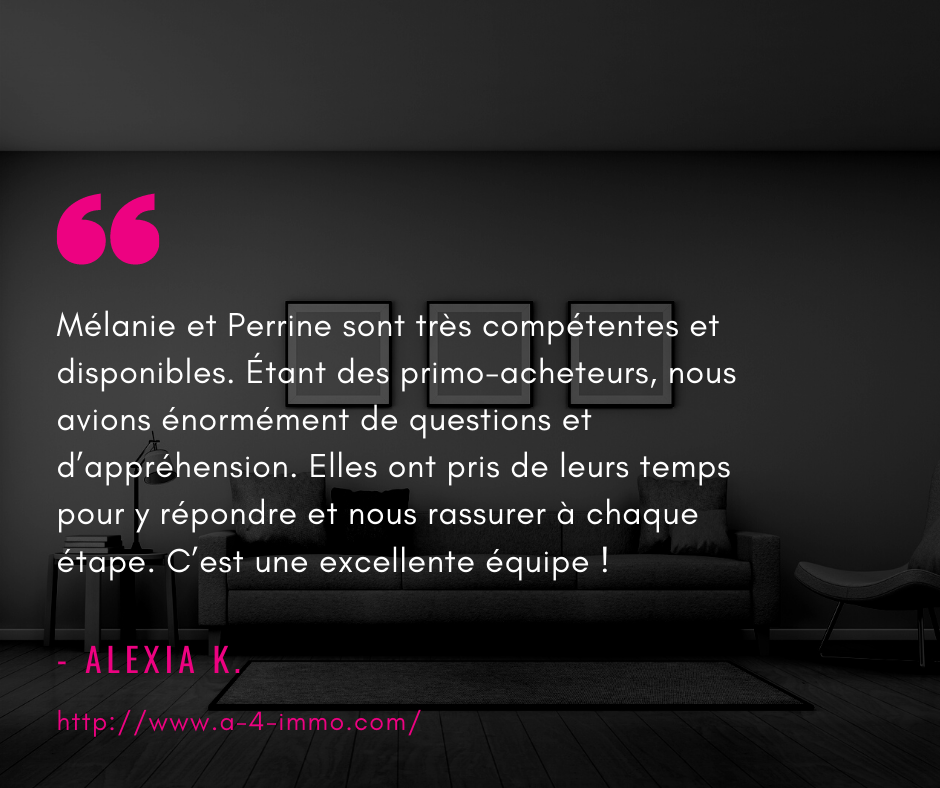 Mélanie et Perrine sont très compétentes et
disponibles. Étant des primo-acheteurs, nous
avions énormément de questions et
d’appréhension. Elles ont pris de leurs temps
pour y répondre et nous rassurer à chaque
étape. C’est une excellente équipe !
- ALEXIA K.
http://www.a-4-immo.com/